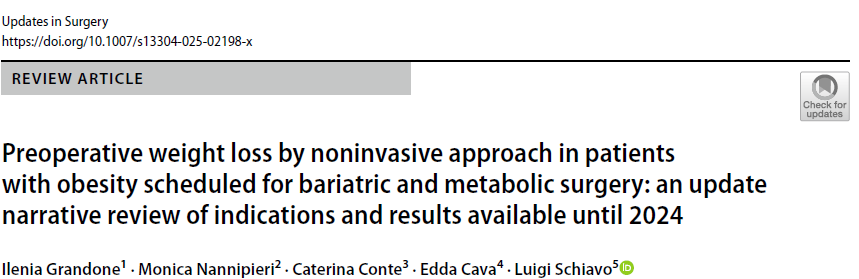 Updates in Surgery
https://doi.org/10.1007/s13304-025-02198-x
REVIEW ARTICLE
Check for
updates
Preoperative weight loss by noninvasive approach in patients
with obesity scheduled for bariatric and metabolic surgery: an update
narrative review of indications and results available until 2024
Ilenia Grandone1 · Monica Nannipieri2 · Caterina Conte3 · Edda Cava4 · Luigi Schiavo5 iD